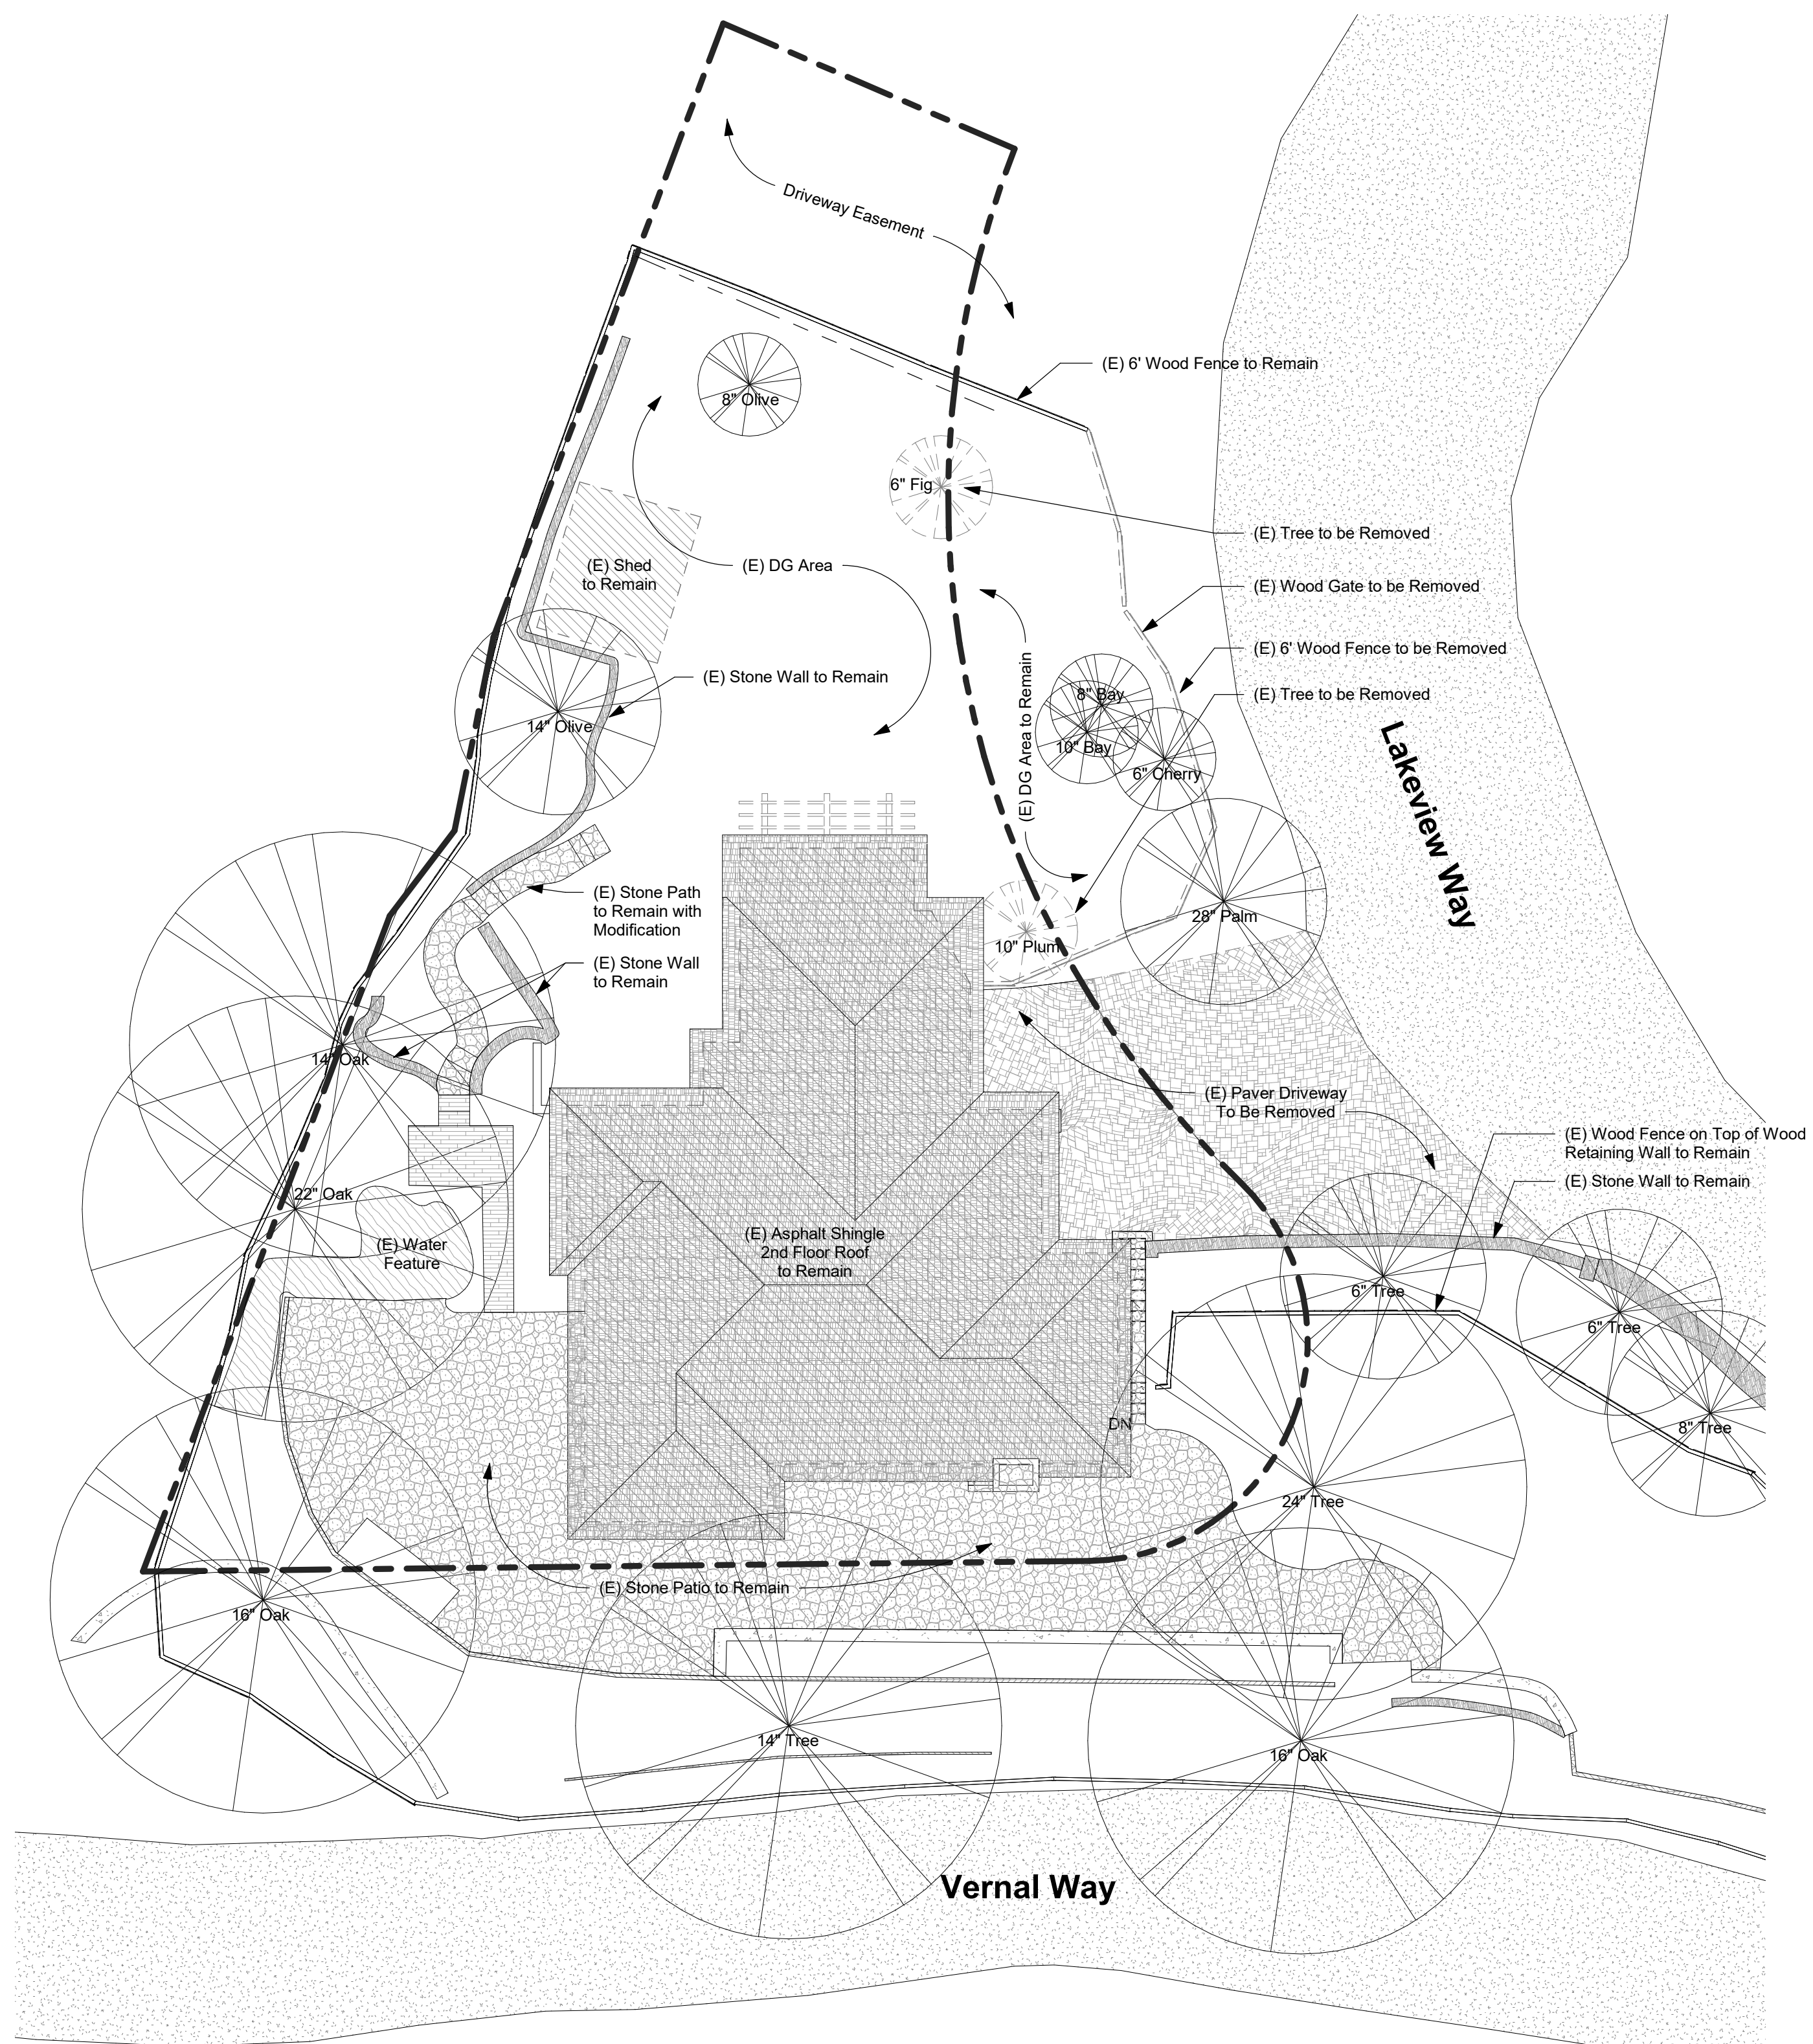 Driveway Easement
(E) 6' Wood Fence to Remain
8" Olive
6" Fig
(E) Tree to be Removed
(E) Shed
to Remain
(E) DG Area
(E) Wood Gate to be Removed
(E) 6' Wood Fence to be Removed
(E) Stone Wall to Remain
(E) DG Area to Remain
8" Bay
(E) Tree to be Removed
14" Olive
10" Bay
6" Cherry
Lakeview Way
(E) Stone Path
to Remain with
Modification
28" Palm
10" Plum
(E) Stone Wall
to Remain
14" Oak
(E) Paver Driveway
To Be Removed
(E) Wood Fence on Top of Wood
Retaining Wall to Remain
(E) Stone Wall to Remain
22" Oak
(E) Water
Feature
(E) Asphalt Shingle
2nd Floor Roof
to Remain
6" Tree
6" Tree
DN
8" Tree
24" Tree
(E) Stone Patio to Remain
16" Oak
14" Tree
16" Oak
Vernal Way